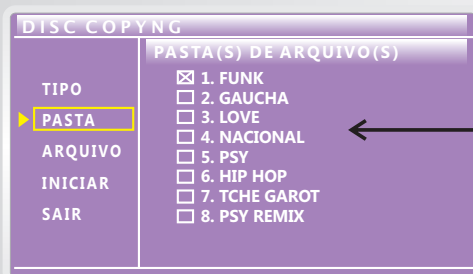 DISC COPYNG
PASTA(S) DE ARQUIVO(S)
TIPO
PASTA
ARQUIVO
INICIAR
SAIR
1. FUNK
2. GAUCHA
3. LOVE
4. NACIONAL
5. PSY
6. HIP HOP
7. TCHE GAROT
8. PSY REMIX